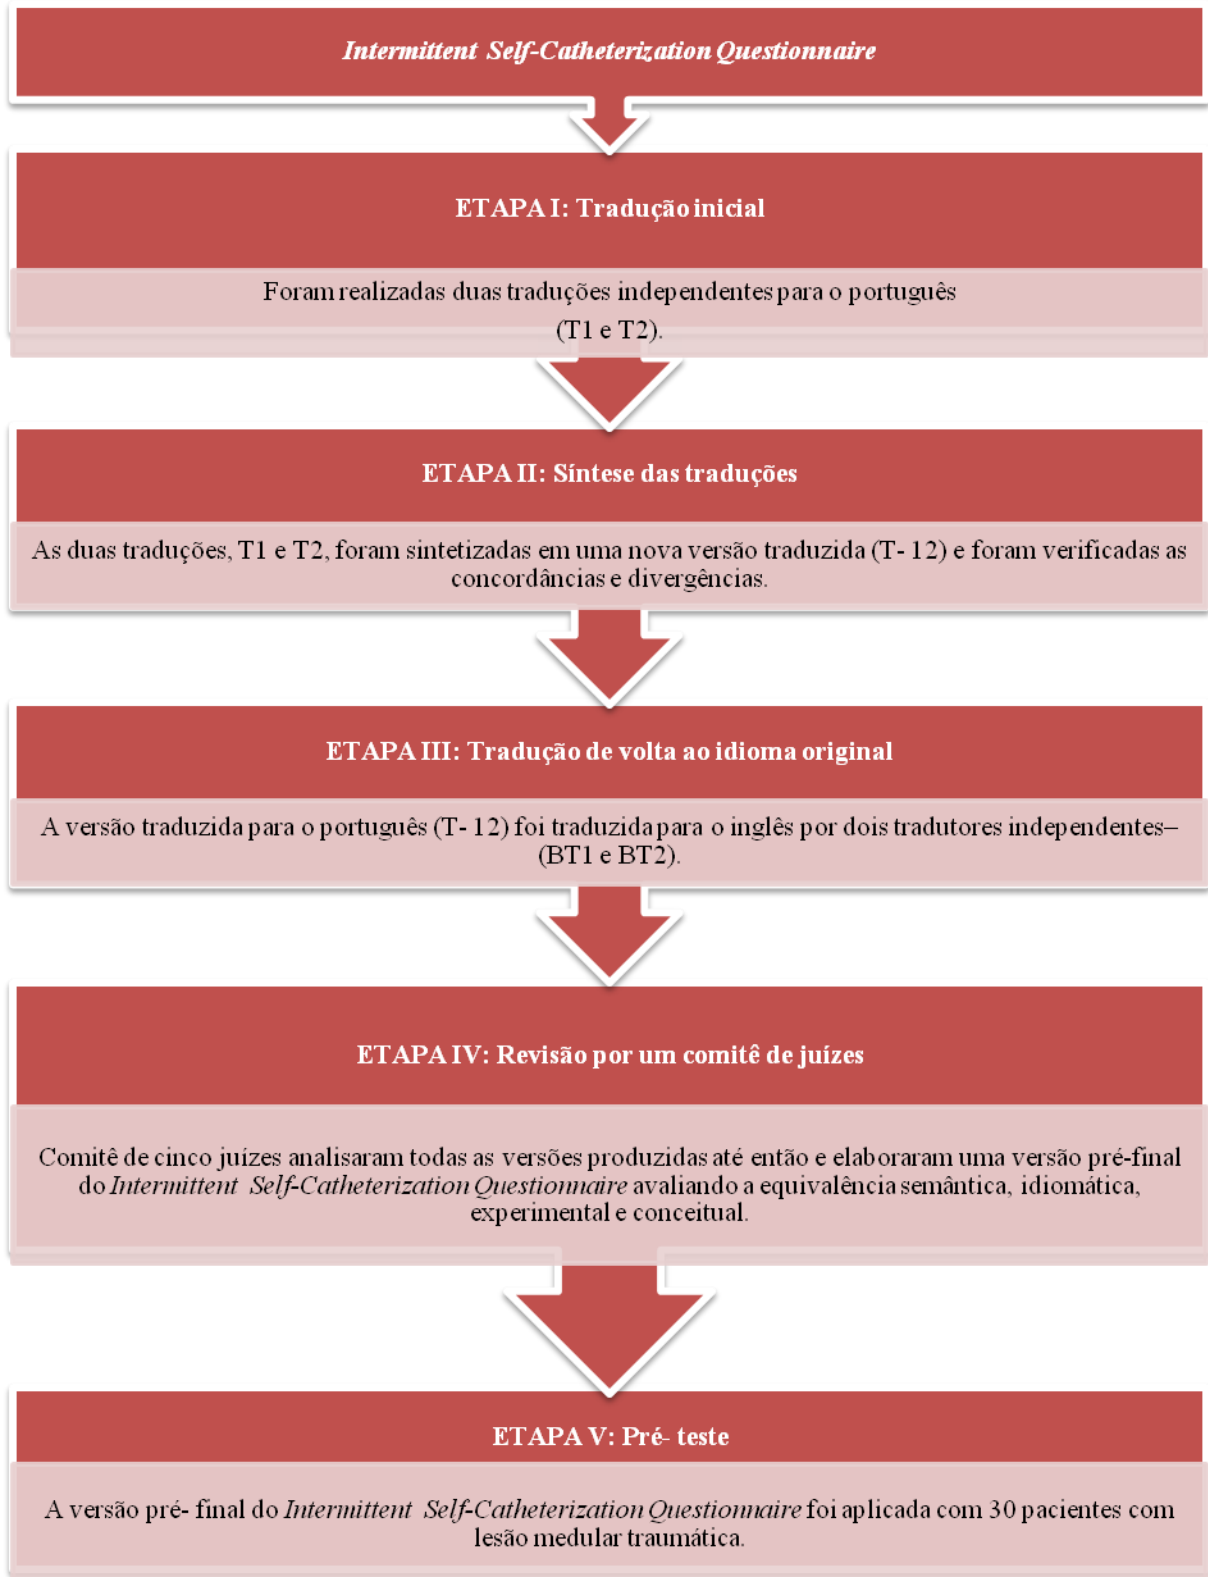 Intermittent Self-Catheterization Questionnaire
ETAPA I: Tradução inicial
Foram realizadas duas traduções independentes para o português
(T1 e T2).
ETAPA II: Síntese das traduções
As duas traduções, T1 e T2, foram sintetizadas em uma nova versão traduzida (T- 12) e foram verificadas as
concordâncias e divergências.
ETAPA III: Tradução de volta ao idioma original
A versão traduzida para o português (T- 12) foi traduzida para o inglês por dois tradutores independentes–
(BT1 e BT2).
ETAPA IV: Revisão por um comitê de juízes
Comitê de cinco juízes analisaram todas as versões produzidas até então e elaboraram uma versão pré-final
do Intermittent Self-Catheterization Questionnaire avaliando a equivalência semântica, idiomática,
experimental e conceitual.
ETAPA V: Pré- teste
A versão pré- final do Intermittent Self-Catheterization Questionnaire foi aplicada com 30 pacientes com
lesão medular traumática.